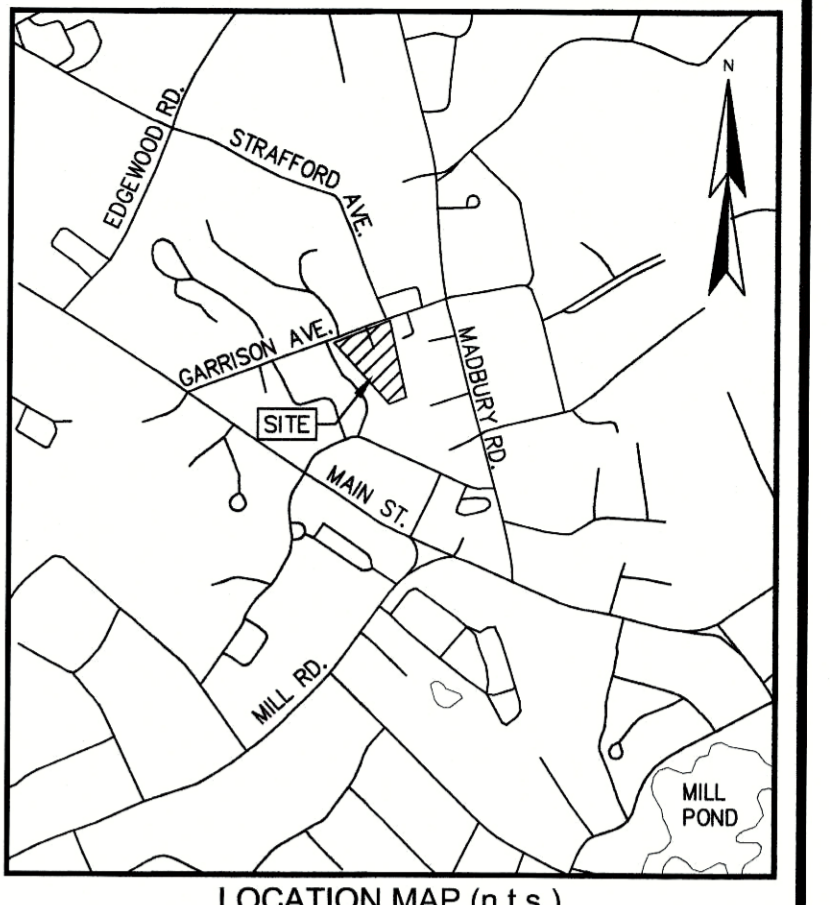 N
EDGEWOOD RD.
STRAFFORD AVE.
GARRISON AVE.
MADBURY RD.
SITE
MAIN ST.
MILL RD.
MILL
POND
LOCATION MAP (n.t.s.)